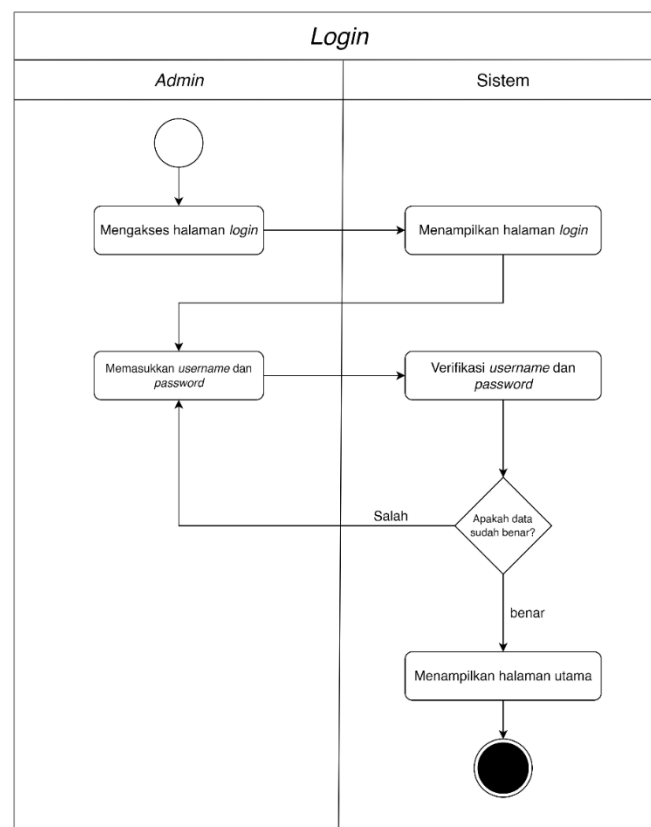 Login
Admin
Sistem
Mengakses halaman login
Menampilkan halaman login
Memasukkan username dan
password
Verifikasi username dan
password
Salah
Apakah data
sudah benar?
benar
Menampilkan halaman utama